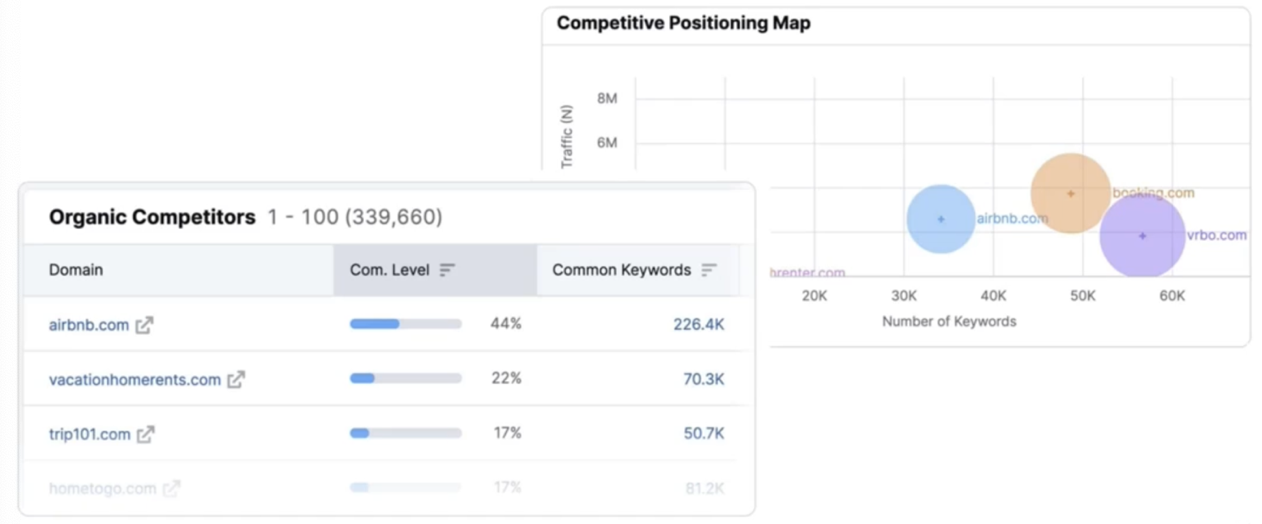 Competitive Positioning Map
Traffic (N)
8M
6M
booking.com
airbnb.com
vrbo.com
hrenter.com
20K 30K 40K 50K 60K
Number of Keywords
Organic Competitors 1 - 100 (339,660)
Domain Com. Level Common Keywords
airbnb.com 44% 226.4K
vacationhomerents.com 22% 70.3K
trip101.com 17% 50.7K
hometogo.com 17% 81.2K